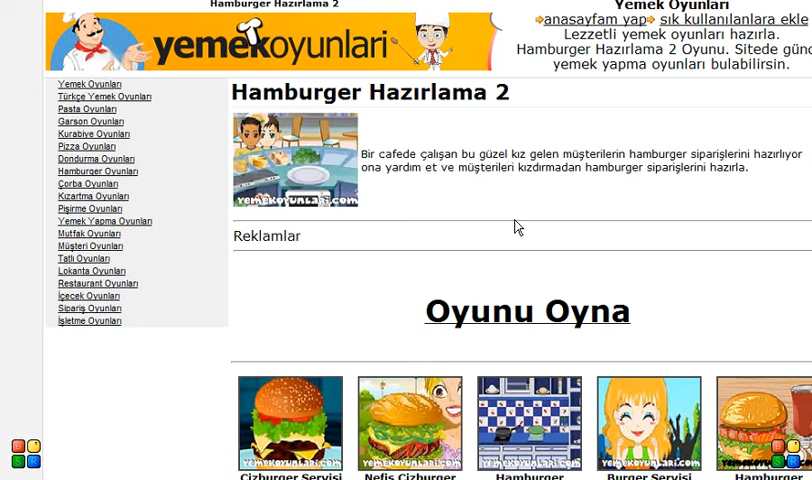 Hamburger Hazırlama 2
Yemek Oyunları
anasayfam yap sık kullanılanlara ekle
Lezzetli yemek oyunları hazırla.
Hamburger Hazırlama 2 Oyunu. Sitede günc
yemek yapma oyunları bulabilirsin.
yemekoyunlari
Yemek Oyunları
Türkçe Yemek Oyunları
Pasta Oyunları
Garson Oyunları
Kurabiye Oyunları
Pizza Oyunları
Dondurma Oyunları
Hamburger Oyunları
Çorba Oyunları
Kızartma Oyunları
Pişirme Oyunları
Yemek Yapma Oyunları
Mutfak Oyunları
Müşteri Oyunları
Tatlı Oyunları
Lokanta Oyunları
Restaurant Oyunları
İçecek Oyunları
Sipariş Oyunları
İşletme Oyunları
Hamburger Hazırlama 2
YEMEKOYUNLARI.COM
Bir cafede çalışan bu güzel kız gelen müşterilerin hamburger siparişlerini hazırlıyor
ona yardım et ve müşterileri kızdırmadan hamburger siparişlerini hazırla.
Reklamlar
Oyunu Oyna
YEMEKOYUNLARI.COM YEMEKOYUNLARI.COM YEMEKOYUNLARI.COM YEMEKOYUNLARI.COM
Cizburger Servisi Nefis Cizburger Hamburger Burger Servisi Hamburger